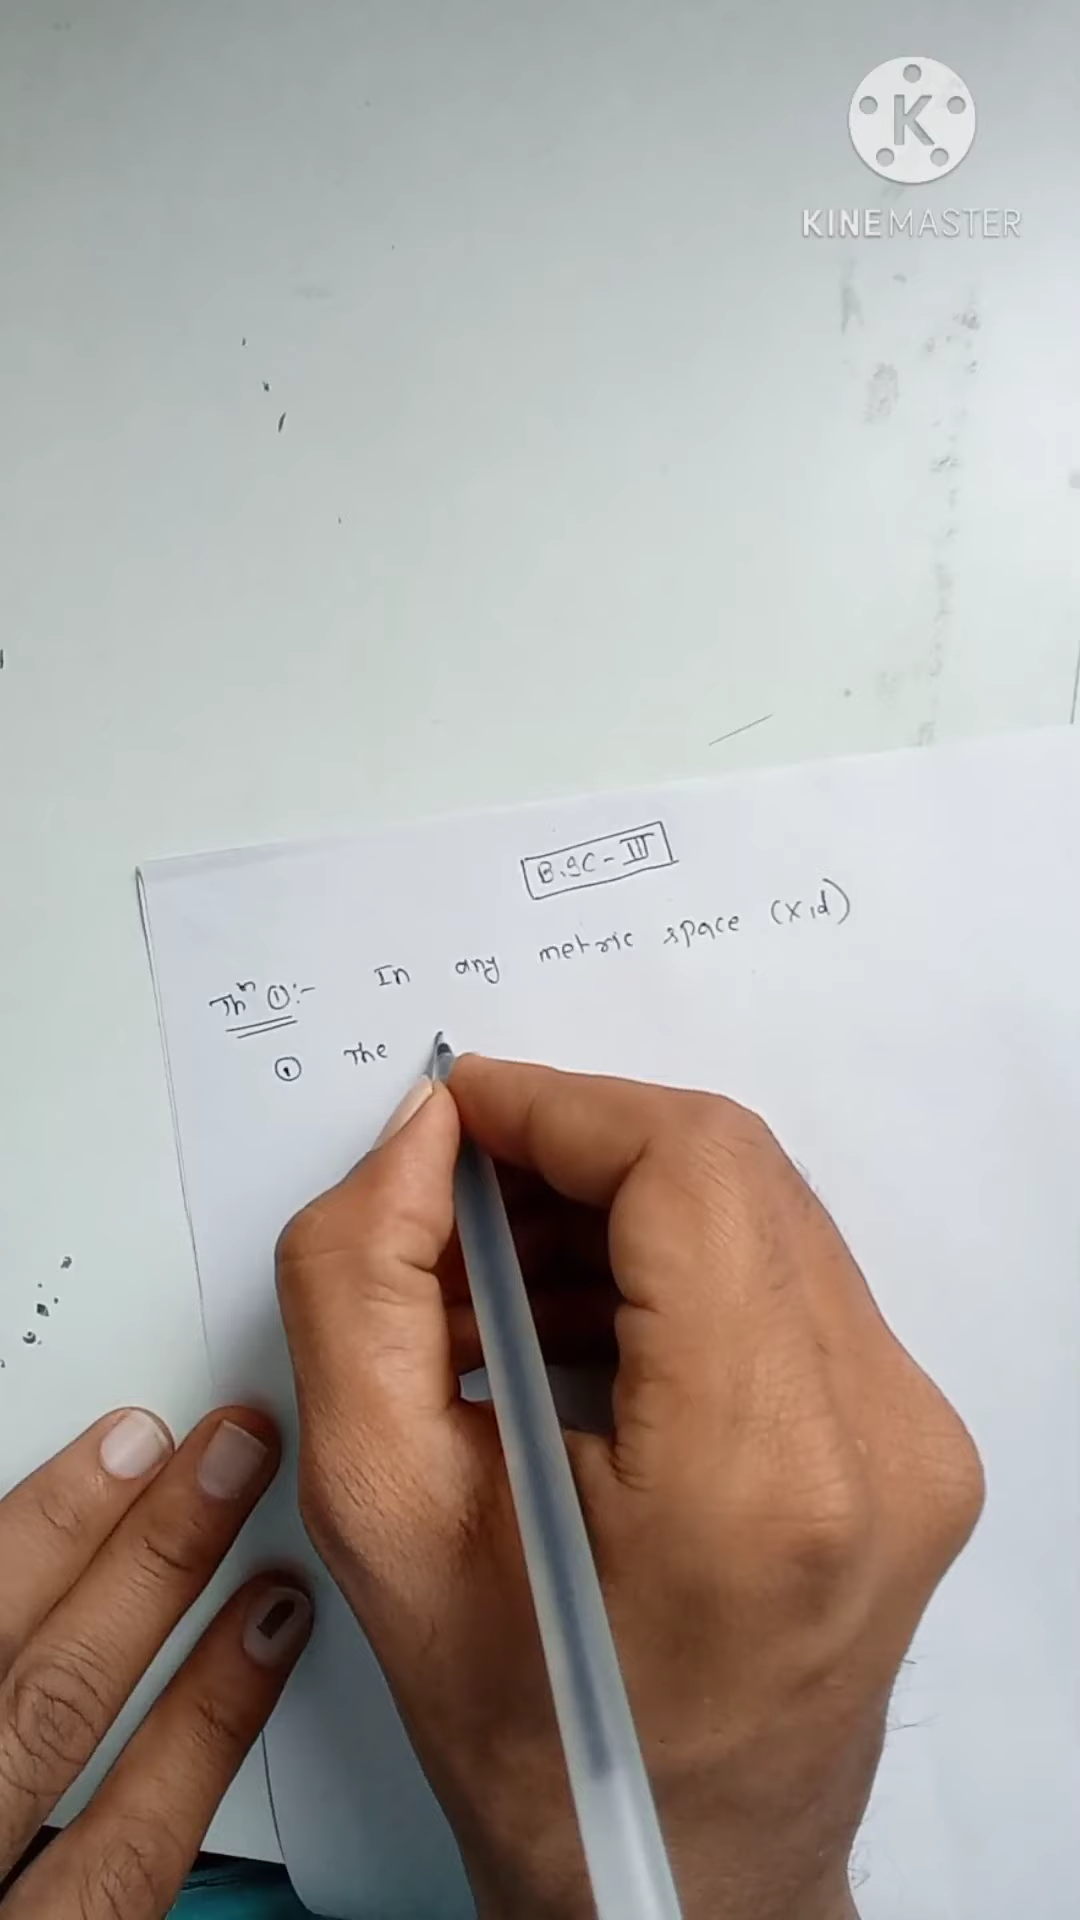 K
KINEMASTER
B.SC-III
Thm ①:- In any metric space (X,d)
① The